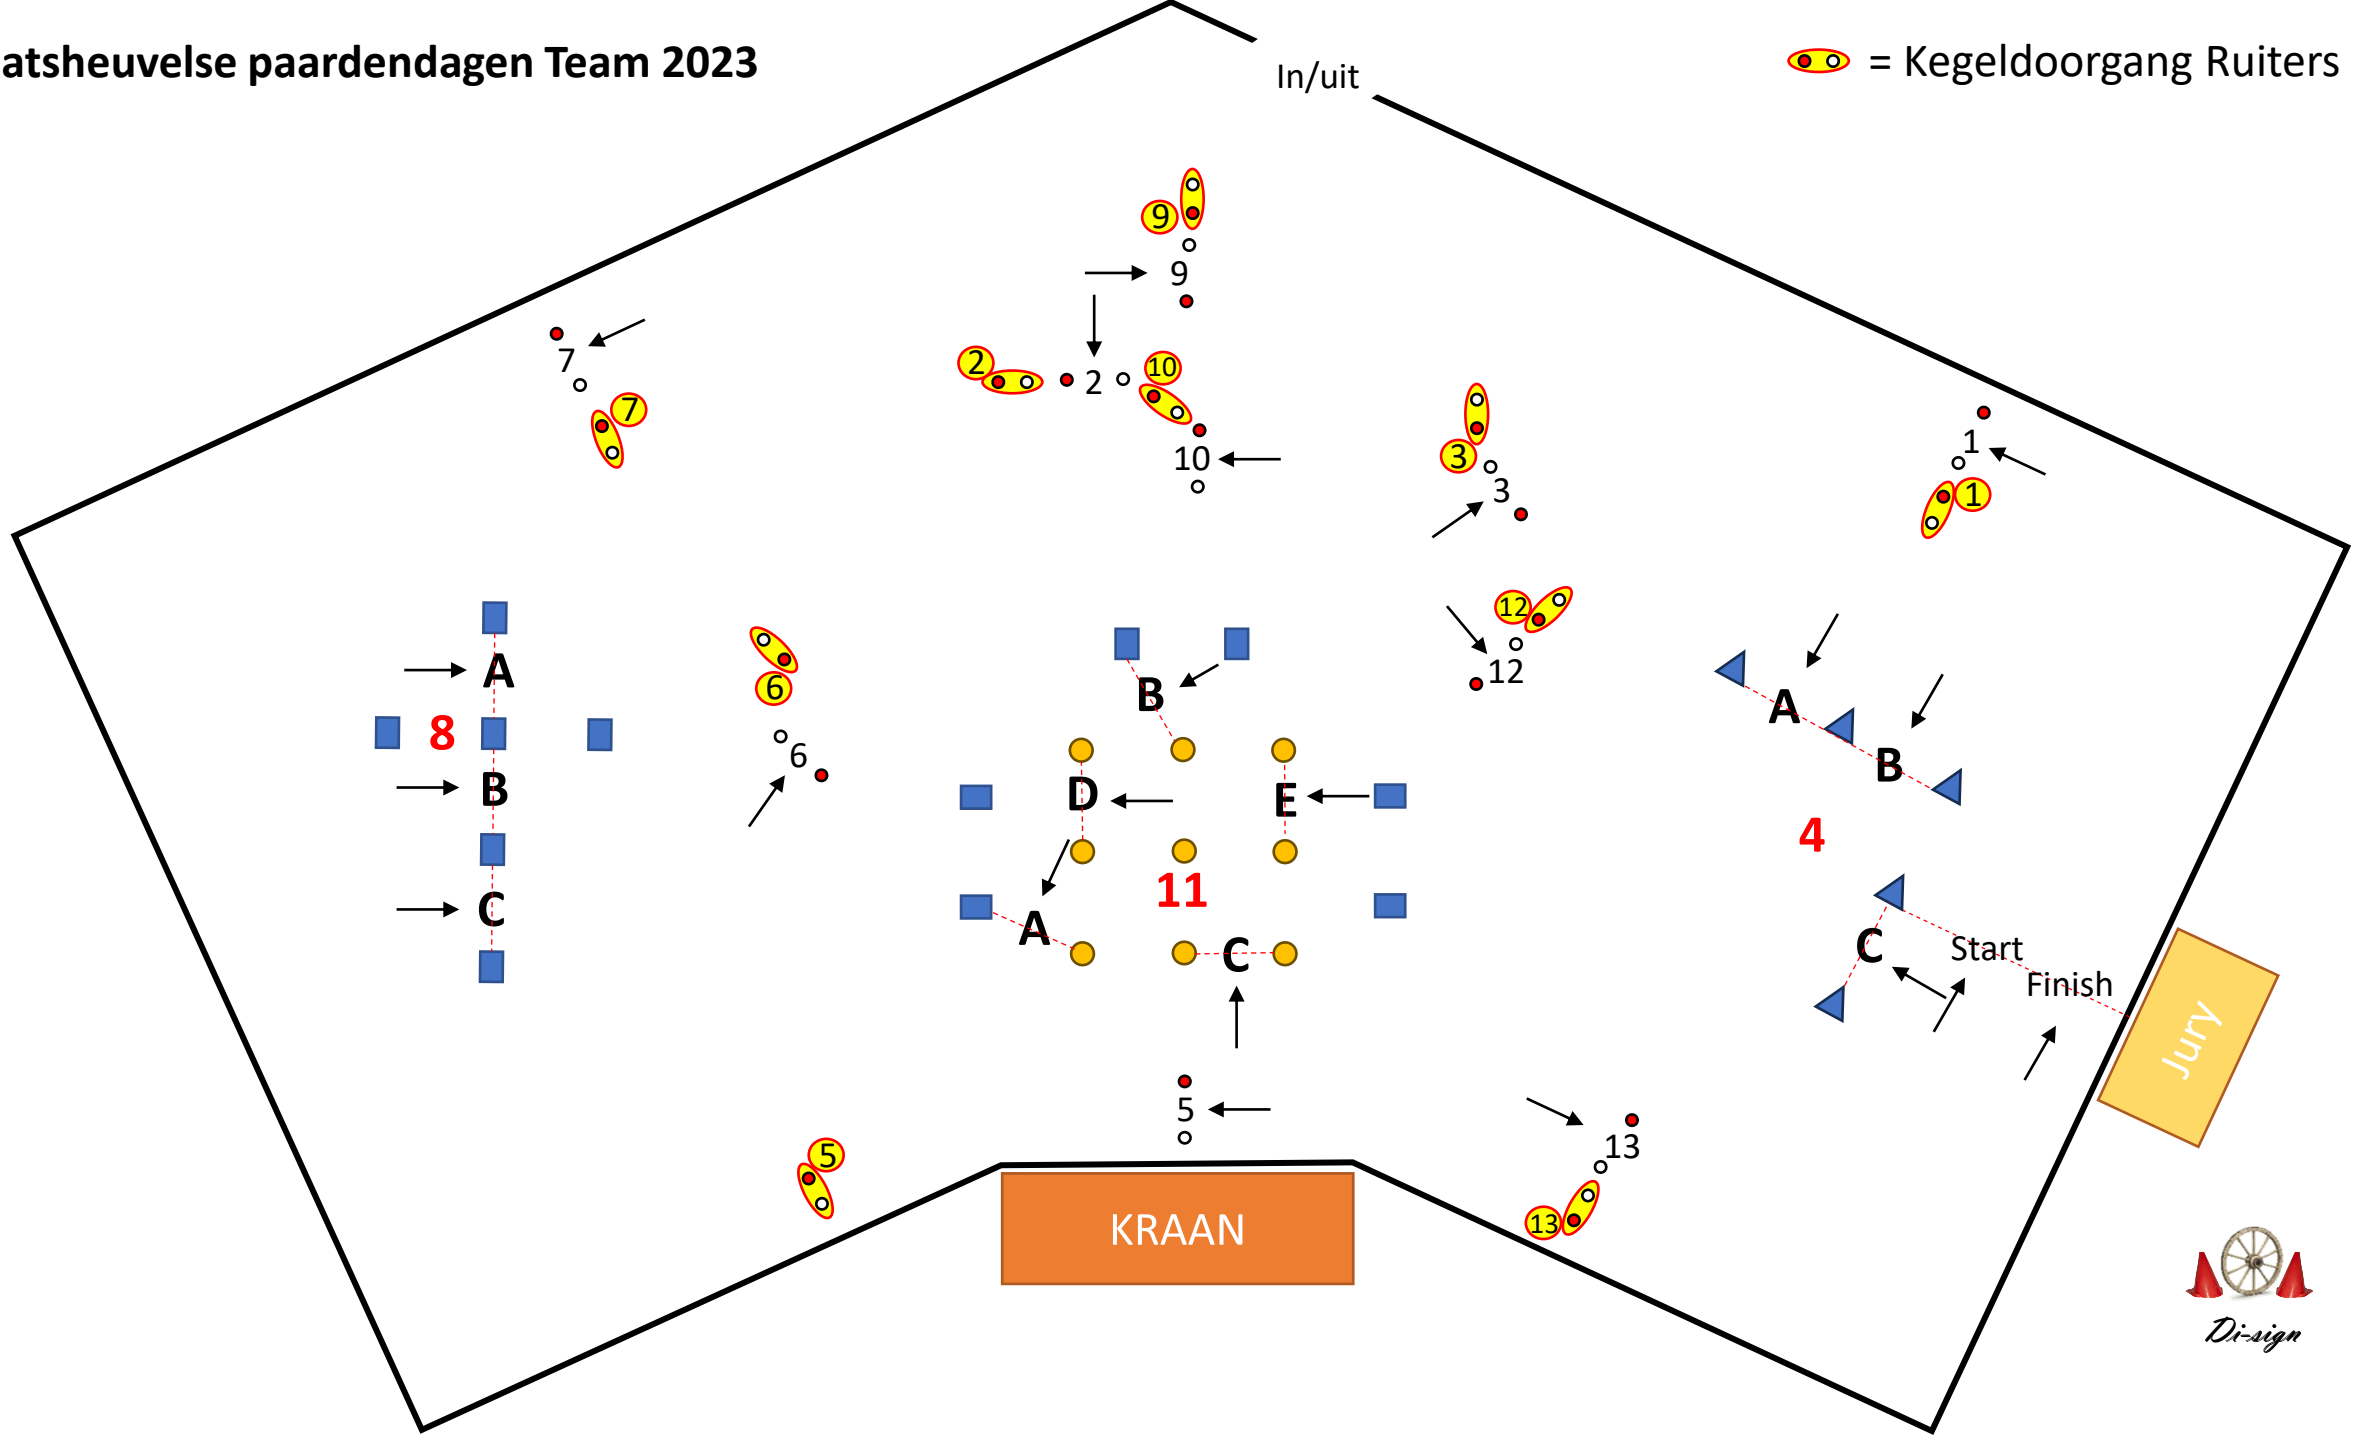 atsheuvelse paardendagen Team 2023
= Kegeldoorgang Ruiters
In/uit
9
9
7
2
2
10
7
10
3
3
1
1
12
12
6
6
A
8
B
C
B
D
E
11
A
C
A
B
4
C
Start
Finish
Jury
5
5
13
13
KRAAN
Di-sign